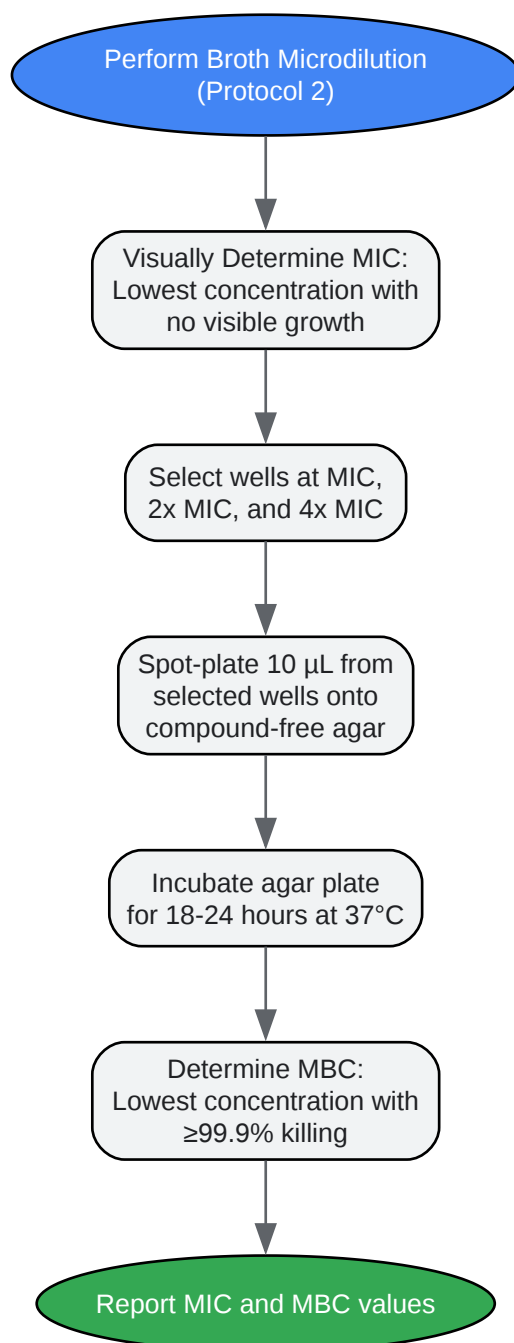 Perform Broth Microdilution
(Protocol 2)
Visually Determine MIC:
Lowest concentration with
no visible growth
Select wells at MIC,
2x MIC, and 4x MIC
Spot-plate 10 µL from
selected wells onto
compound-free agar
Incubate agar plate
for 18-24 hours at 37°C
Determine MBC:
Lowest concentration with
≥99.9% killing
Report MIC and MBC values